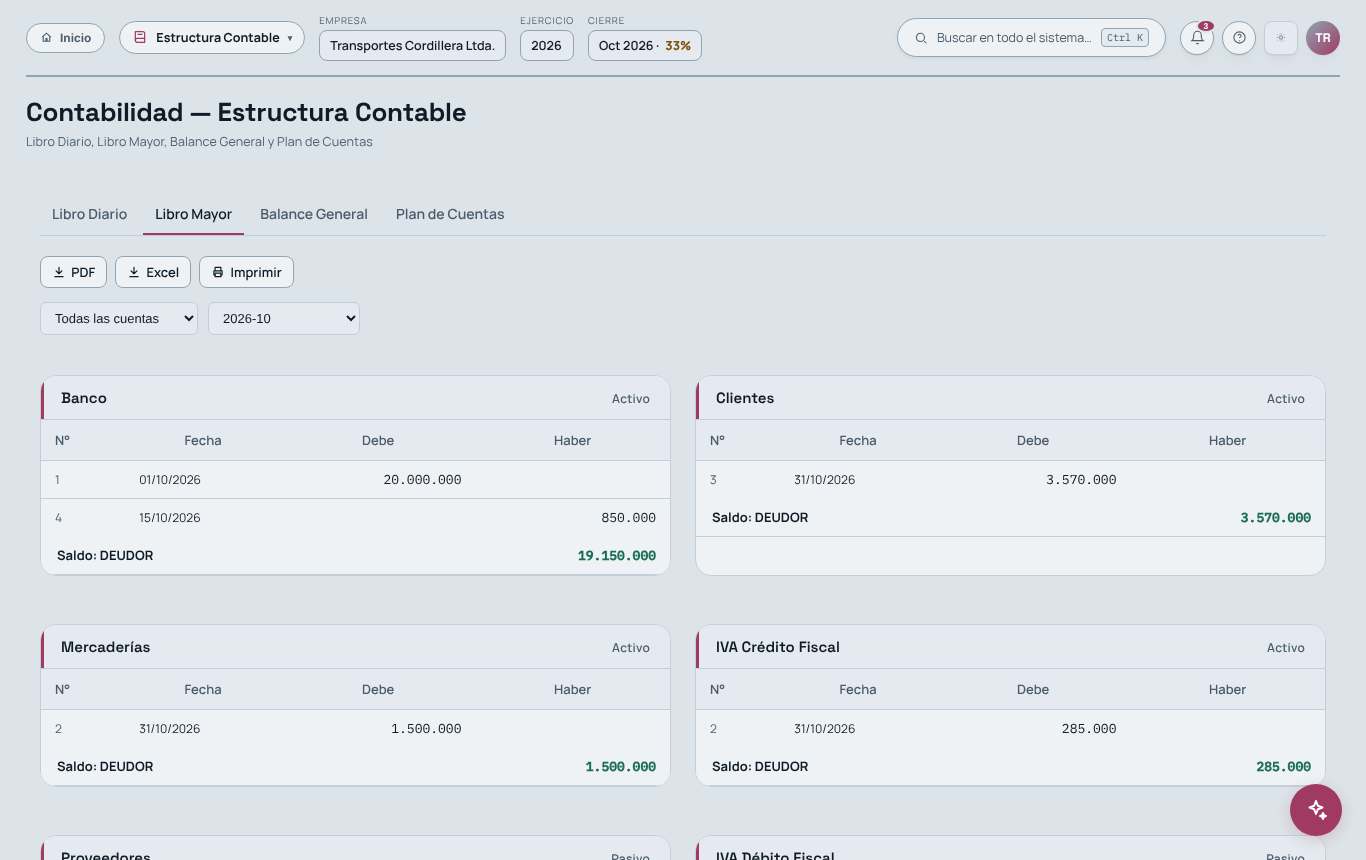 Inicio
Estructura Contable ▾
EMPRESA
Transportes Cordillera Ltda.
EJERCICIO
2026
CIERRE
Oct 2026 · 33%
Buscar en todo el sistema... Ctrl K
3
TR
Contabilidad — Estructura Contable
Libro Diario, Libro Mayor, Balance General y Plan de Cuentas
Libro Diario Libro Mayor Balance General Plan de Cuentas
PDF Excel Imprimir
Todas las cuentas 2026-10
Banco Activo
N° Fecha Debe Haber
1 01/10/2026 20.000.000
4 15/10/2026 850.000
Saldo: DEUDOR 19.150.000
Clientes Activo
N° Fecha Debe Haber
3 31/10/2026 3.570.000
Saldo: DEUDOR 3.570.000
Mercaderías Activo
N° Fecha Debe Haber
2 31/10/2026 1.500.000
Saldo: DEUDOR 1.500.000
IVA Crédito Fiscal Activo
N° Fecha Debe Haber
2 31/10/2026 285.000
Saldo: DEUDOR 285.000
Proveedores Pasivo
IVA Débito Fiscal Pasivo